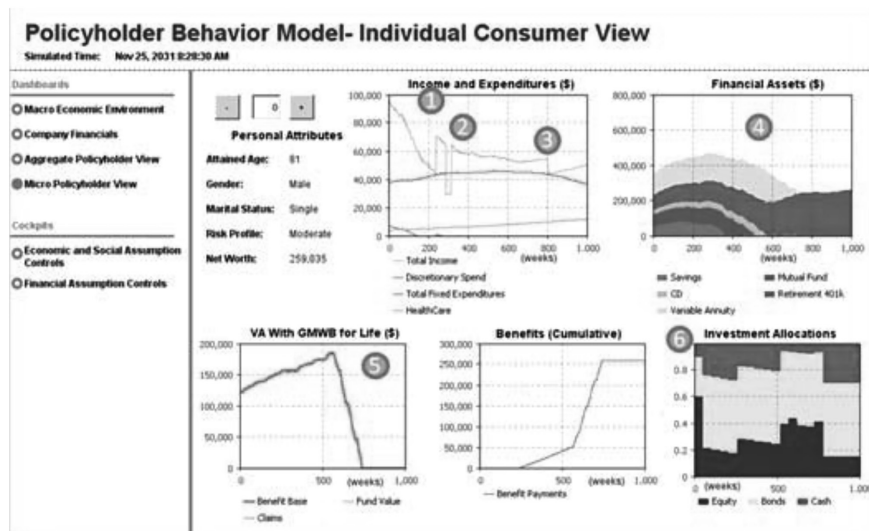 Policyholder Behavior Model- Individual Consumer View
Simulated Time: Nov 25, 2031 8:28:30 AM
Dashboards
Macro Economic Environment
Company Financials
Aggregate Policyholder View
Micro Policyholder View
Cockpits
Economic and Social Assumption
Controls
Financial Assumption Controls
- 0 +
Personal Attributes
Attained Age: 81
Gender: Male
Marital Status: Single
Risk Profile: Moderate
Net Worth: 259,035
Income and Expenditures ($)
100,000
80,000
60,000
40,000
20,000
0
0 200 400 600 800 1,000
(weeks)
1
2
3
Total Income
Discretionary Spend
Total Fixed Expenditures
HealthCare
Financial Assets ($)
800,000
600,000
400,000
200,000
0
0 200 400 600 800 1,000
(weeks)
4
Savings Mutual Fund
CD Retirement 401k
Variable Annuity
VA With GMWB for Life ($)
200,000
150,000
100,000
50,000
0
0 500 (weeks) 1,000
5
Benefit Base Fund Value
Claims
Benefits (Cumulative)
300,000
250,000
200,000
150,000
100,000
50,000
0
0 500 (weeks) 1,000
Benefit Payments
6
Investment Allocations
0.8
0.6
0.4
0.2
0
0 500 (weeks) 1,000
Equity Bonds Cash